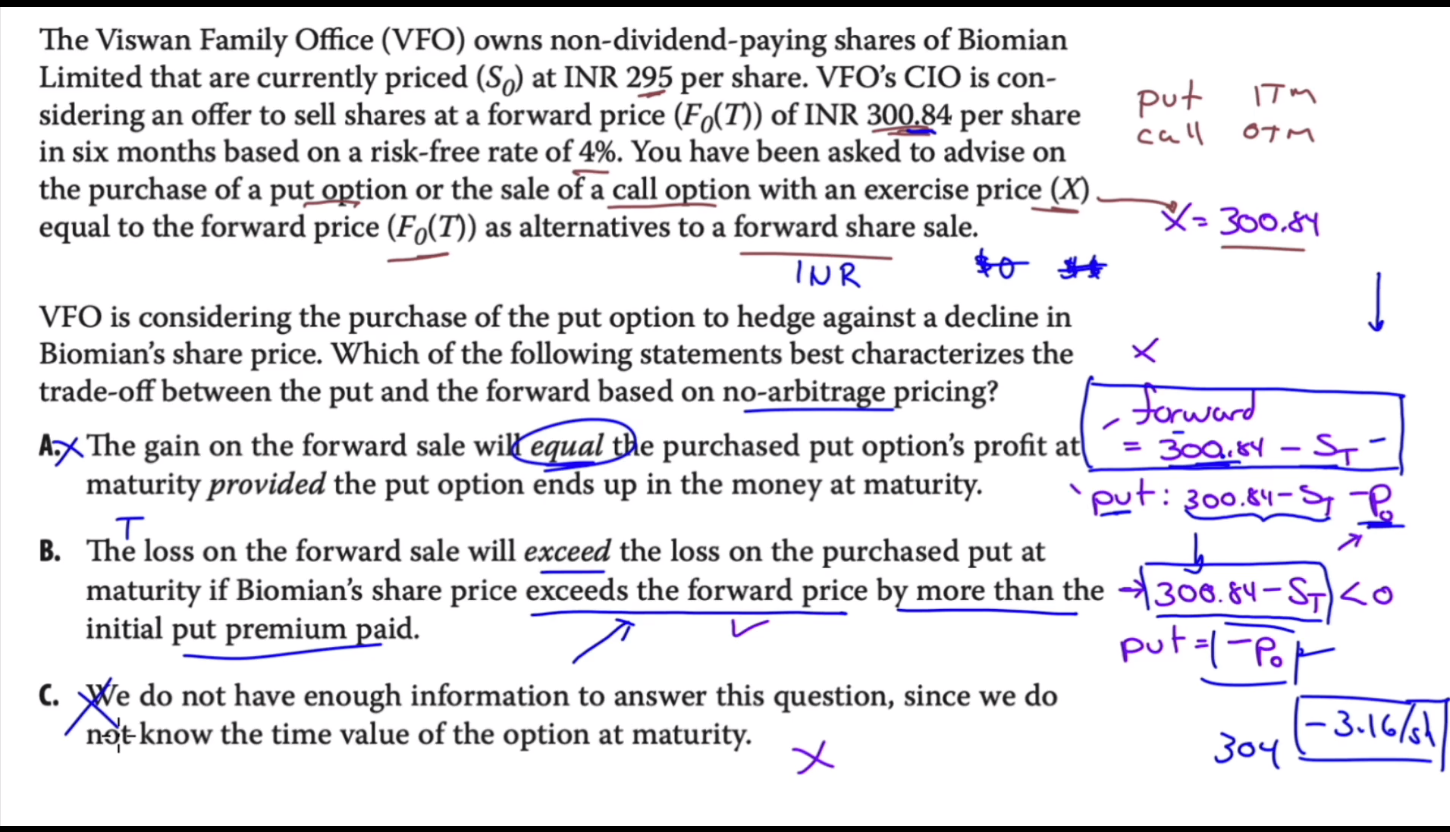 The Viswan Family Office (VFO) owns non-dividend-paying shares of Biomian
Limited that are currently priced (S0) at INR 295 per share. VFO's CIO is con-
sidering an offer to sell shares at a forward price (F0(T)) of INR 300.84 per share
in six months based on a risk-free rate of 4%. You have been asked to advise on
the purchase of a put option or the sale of a call option with an exercise price (X)
equal to the forward price (F0(T)) as alternatives to a forward share sale.
put ITM
call OTM
X = 300.84
INR
VFO is considering the purchase of the put option to hedge against a decline in
Biomian's share price. Which of the following statements best characterizes the
trade-off between the put and the forward based on no-arbitrage pricing?
A. The gain on the forward sale will equal the purchased put option's profit at
maturity provided the put option ends up in the money at maturity.
T
B. The loss on the forward sale will exceed the loss on the purchased put at
maturity if Biomian's share price exceeds the forward price by more than the
initial put premium paid.
C. We do not have enough information to answer this question, since we do
not know the time value of the option at maturity.
X
forward
= 300.84 - ST
put: 300.84 - ST - P0
300.84 - ST < 0
put = - P0
304
- 3.16/sh
X